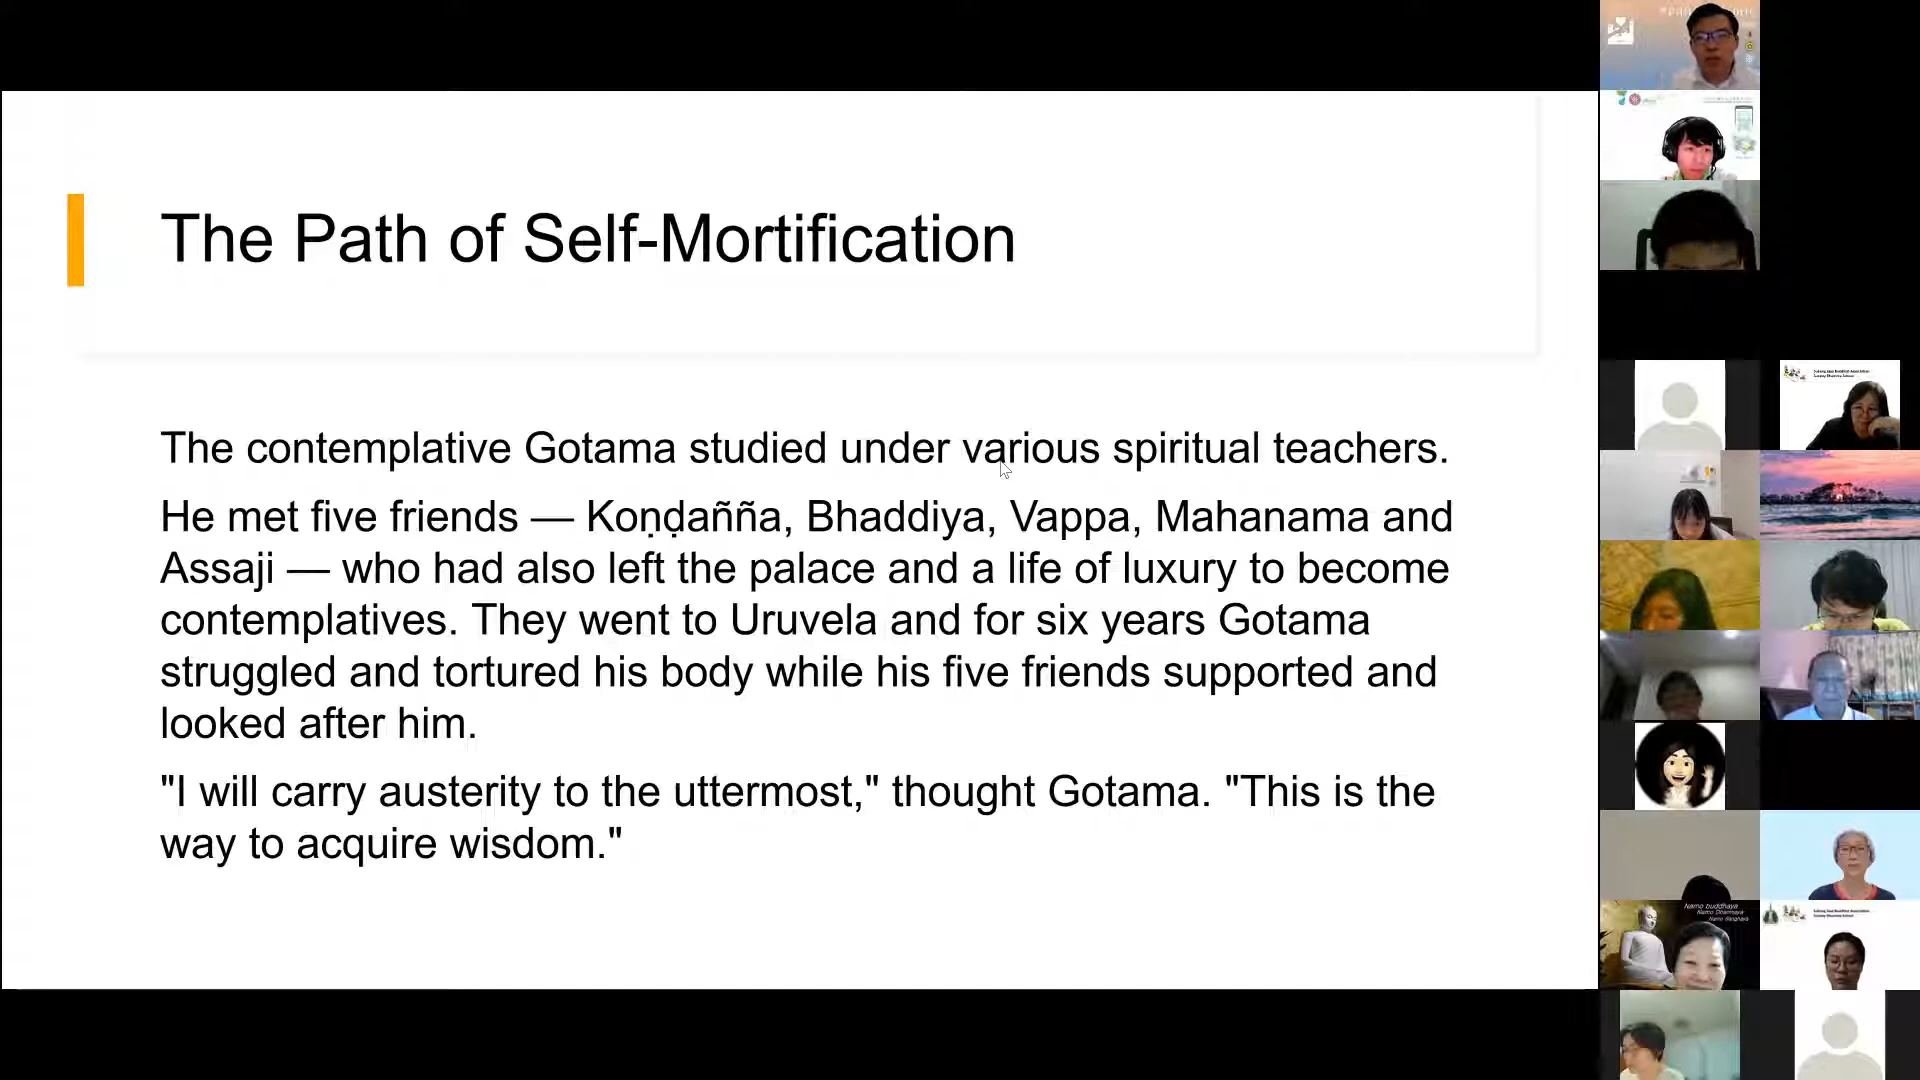 The Path of Self-Mortification
The contemplative Gotama studied under various spiritual teachers.
He met five friends — Koṇḍañña, Bhaddiya, Vappa, Mahanama and
Assaji — who had also left the palace and a life of luxury to become
contemplatives. They went to Uruvela and for six years Gotama
struggled and tortured his body while his five friends supported and
looked after him.
"I will carry austerity to the uttermost," thought Gotama. "This is the
way to acquire wisdom."
Namo buddhaya
Namo Dhammaya
Namo Sanghaya